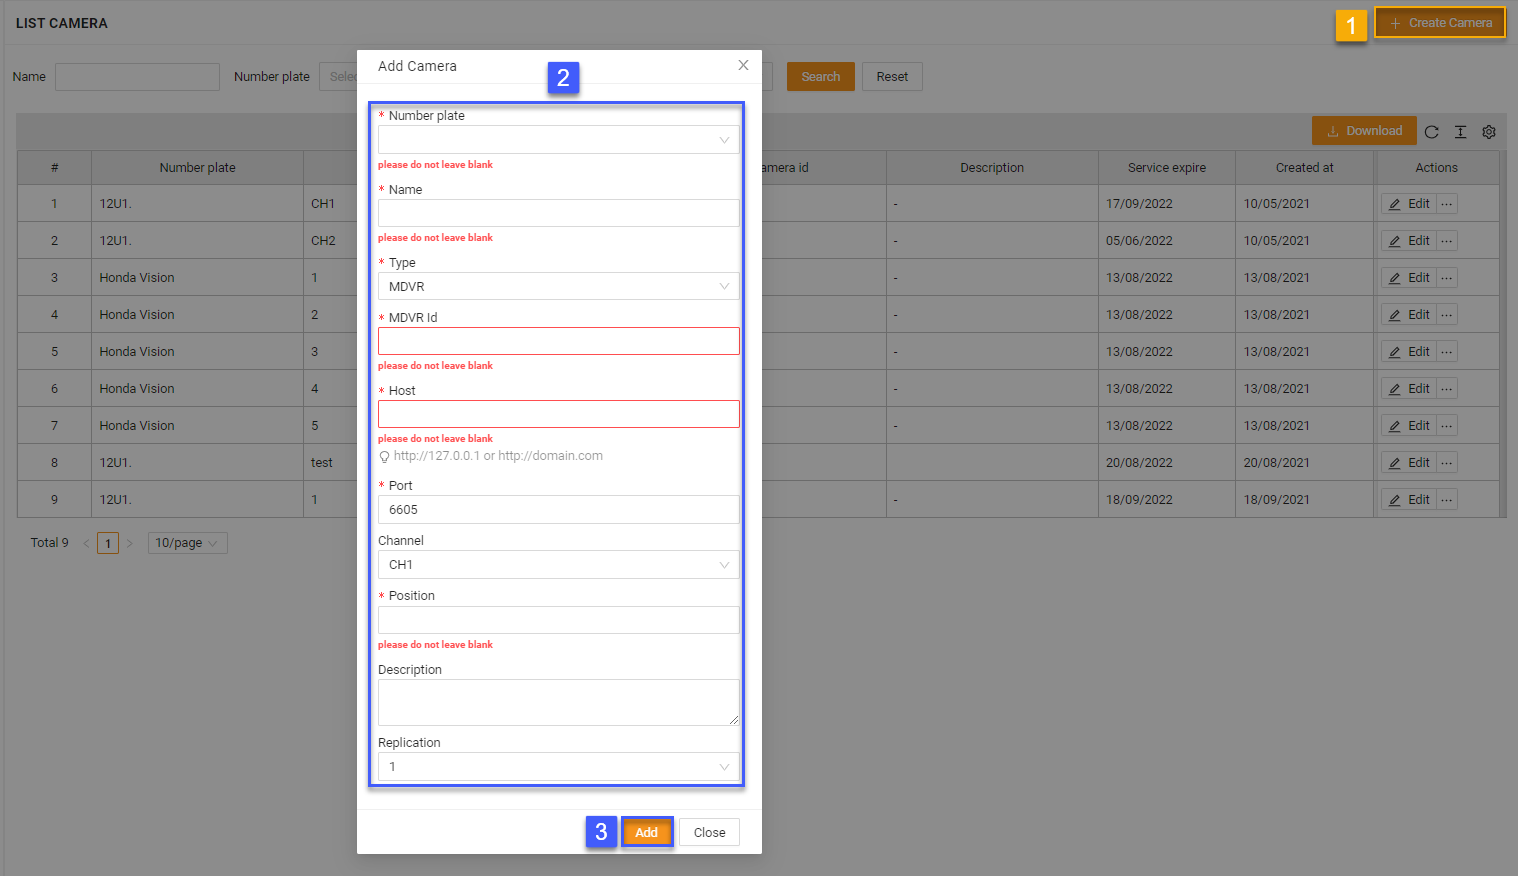 LIST CAMERA
1
+ Create Camera
Name
Number plate
Selec
Search
Reset
Download
# Number plate amera id Description Service expire Created at Actions
1 12U1. CH1 - 17/09/2022 10/05/2021 Edit ...
2 12U1. CH2 - 05/06/2022 10/05/2021 Edit ...
3 Honda Vision 1 - 13/08/2022 13/08/2021 Edit ...
4 Honda Vision 2 - 13/08/2022 13/08/2021 Edit ...
5 Honda Vision 3 - 13/08/2022 13/08/2021 Edit ...
6 Honda Vision 4 - 13/08/2022 13/08/2021 Edit ...
7 Honda Vision 5 - 13/08/2022 13/08/2021 Edit ...
8 12U1. test 20/08/2022 20/08/2021 Edit ...
9 12U1. 1 - 18/09/2022 18/09/2021 Edit ...
Total 9 < 1 > 10/page
Add Camera
2
* Number plate
please do not leave blank
* Name
please do not leave blank
* Type
MDVR
* MDVR Id
please do not leave blank
* Host
please do not leave blank
http://127.0.0.1 or http://domain.com
* Port
6605
Channel
CH1
* Position
please do not leave blank
Description
Replication
1
3
Add
Close